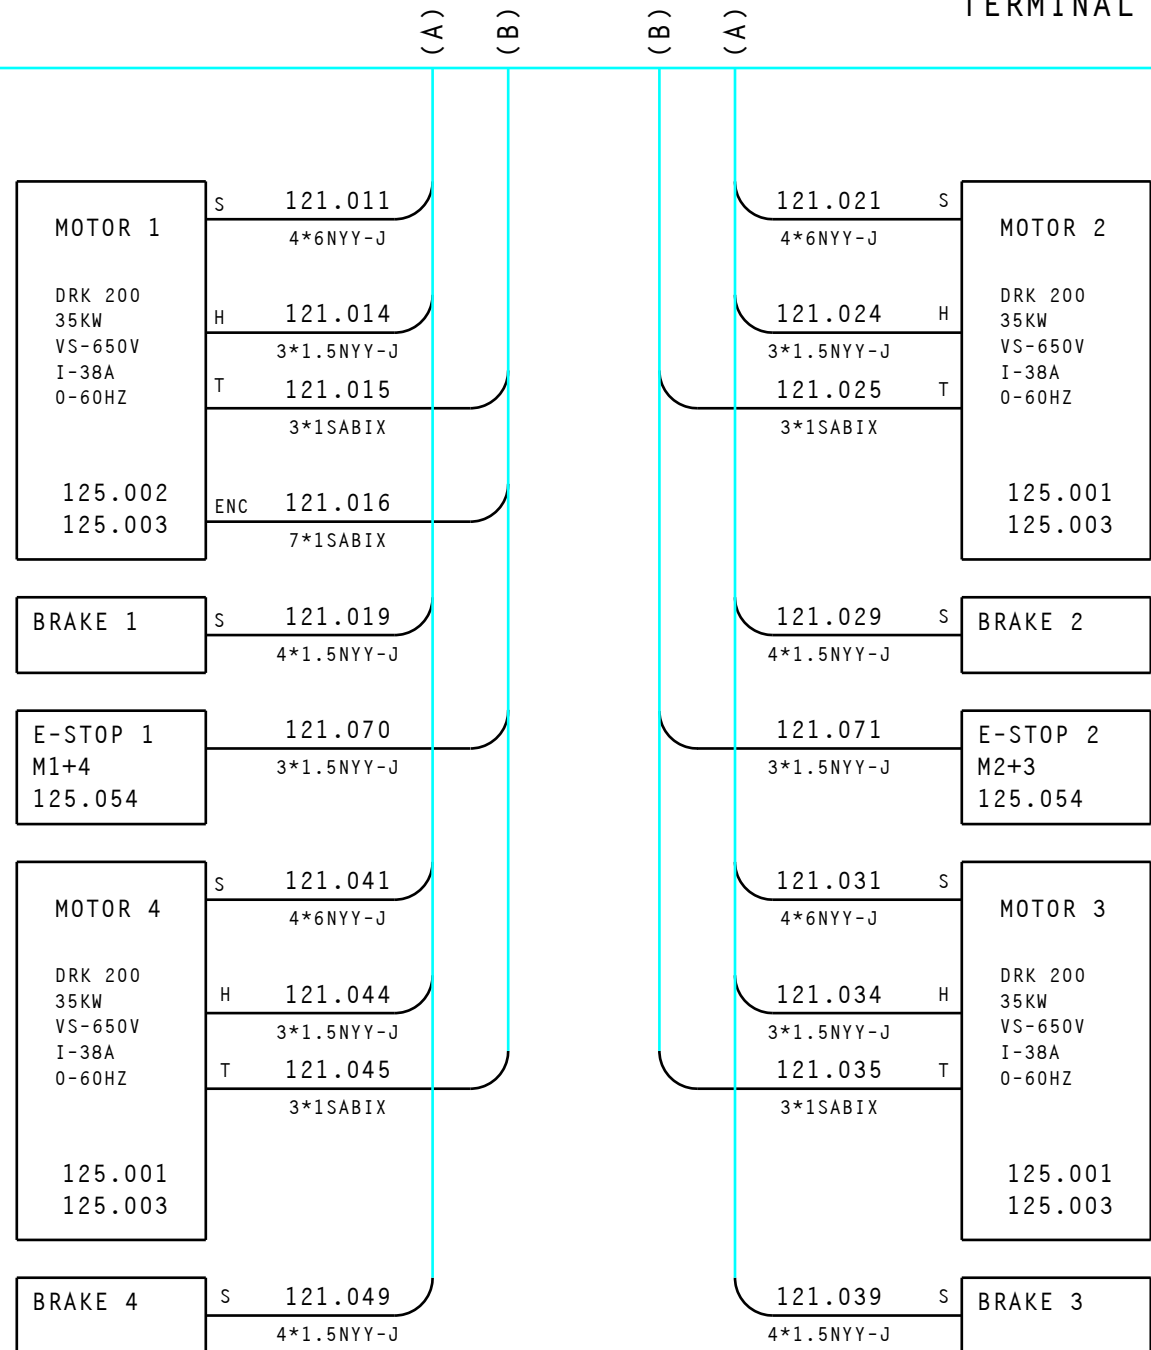 TERMINAL
(A)
(B)
(B)
(A)
MOTOR 1
DRK 200
35KW
VS-650V
I-38A
0-60HZ
125.002
125.003
S
121.011
4*6NYY-J
H
121.014
3*1.5NYY-J
T
121.015
3*1SABIX
ENC
121.016
7*1SABIX
121.021
S
4*6NYY-J
121.024
H
3*1.5NYY-J
121.025
T
3*1SABIX
MOTOR 2
DRK 200
35KW
VS-650V
I-38A
0-60HZ
125.001
125.003
BRAKE 1
S
121.019
4*1.5NYY-J
121.029
S
4*1.5NYY-J
BRAKE 2
E-STOP 1
M1+4
125.054
121.070
3*1.5NYY-J
121.071
3*1.5NYY-J
E-STOP 2
M2+3
125.054
MOTOR 4
DRK 200
35KW
VS-650V
I-38A
0-60HZ
125.001
125.003
S
121.041
4*6NYY-J
H
121.044
3*1.5NYY-J
T
121.045
3*1SABIX
121.031
S
4*6NYY-J
121.034
H
3*1.5NYY-J
121.035
T
3*1SABIX
MOTOR 3
DRK 200
35KW
VS-650V
I-38A
0-60HZ
125.001
125.003
BRAKE 4
S
121.049
4*1.5NYY-J
121.039
S
4*1.5NYY-J
BRAKE 3